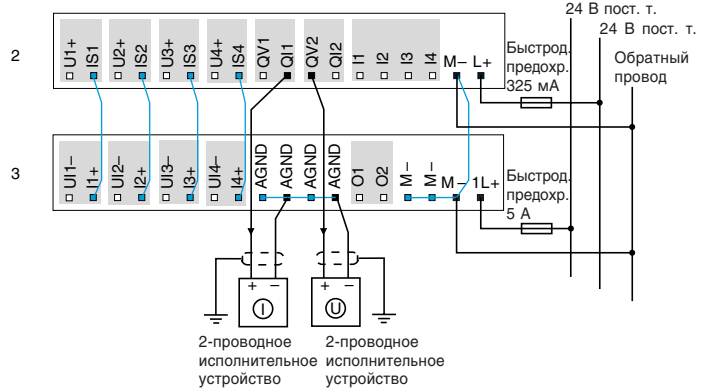 24 В пост. т.
24 В пост. т.
Обратный
провод
2
U1+ IS1 U2+ IS2 U3+ IS3 U4+ IS4 QV1 QI1 QV2 QI2 I1 I2 I3 I4 M– L+
Быстрод.
предохр.
325 мА
3
UI1– I1+ UI2– I2+ UI3– I3+ UI4– I4+ AGND AGND AGND AGND O1 O2 M– M– M– 1L+
Быстрод.
предохр.
5 А
+ – + –
I U
2-проводное
исполнительное
устройство
2-проводное
исполнительное
устройство